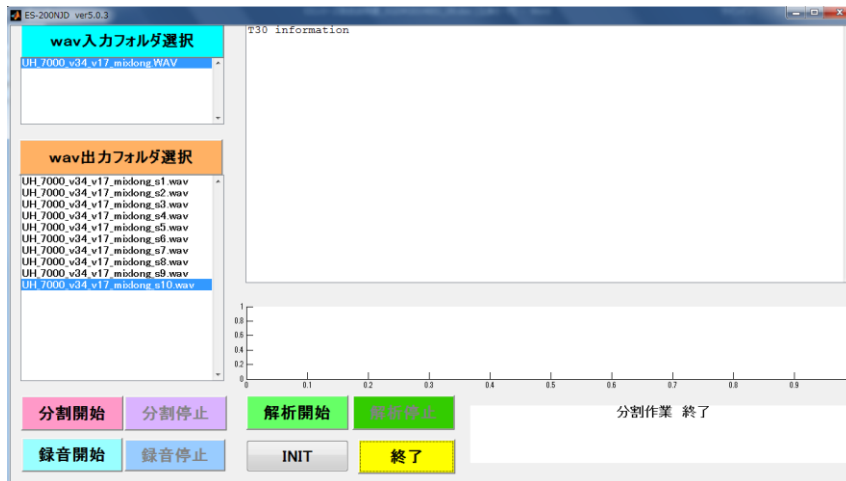 ES-200NJD ver5.0.3
wav入力フォルダ選択
UH_7000_v34_v17_mixdong.WAV
wav出力フォルダ選択
UH_7000_v34_v17_mixdong_s1.wav
UH_7000_v34_v17_mixdong_s2.wav
UH_7000_v34_v17_mixdong_s3.wav
UH_7000_v34_v17_mixdong_s4.wav
UH_7000_v34_v17_mixdong_s5.wav
UH_7000_v34_v17_mixdong_s6.wav
UH_7000_v34_v17_mixdong_s7.wav
UH_7000_v34_v17_mixdong_s8.wav
UH_7000_v34_v17_mixdong_s9.wav
UH_7000_v34_v17_mixdong_s10.wav
T30 information
1
0.8
0.6
0.4
0.2
0
0.1 0.2 0.3 0.4 0.5 0.6 0.7 0.8 0.9
分割開始 分割停止 解析開始 解析停止 分割作業 終了
録音開始 録音停止 INIT 終了